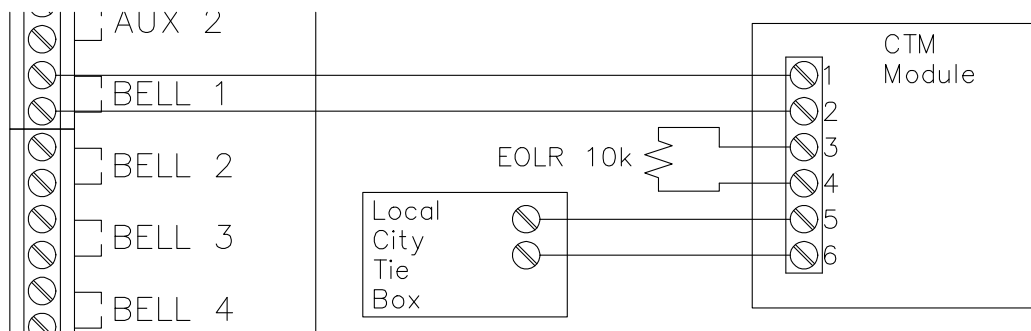 AUX 2
BELL 1
BELL 2
BELL 3
BELL 4
EOLR 10k
Local
City
Tie
Box
CTM
Module
1
2
3
4
5
6